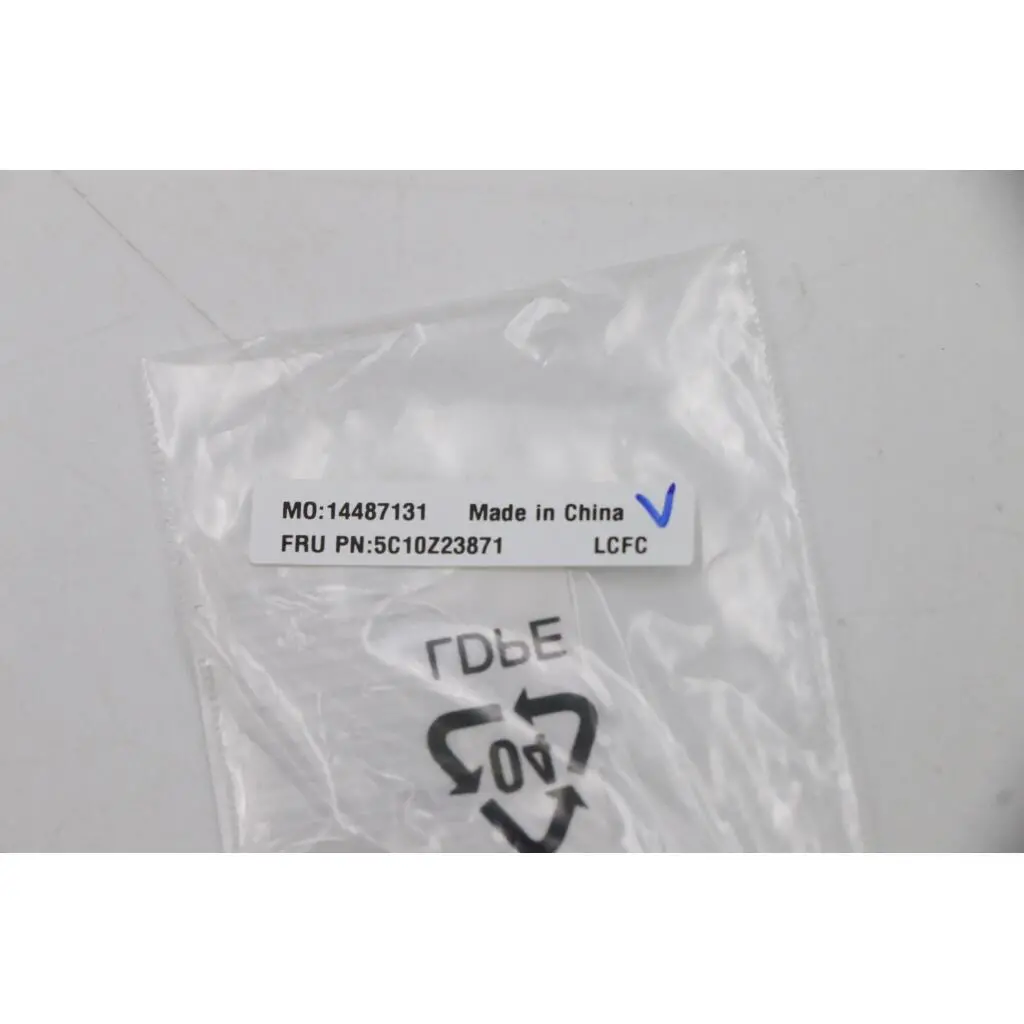 MO:14487131 Made in China
FRU PN:5C10Z23871 LCFC
LDPE
04